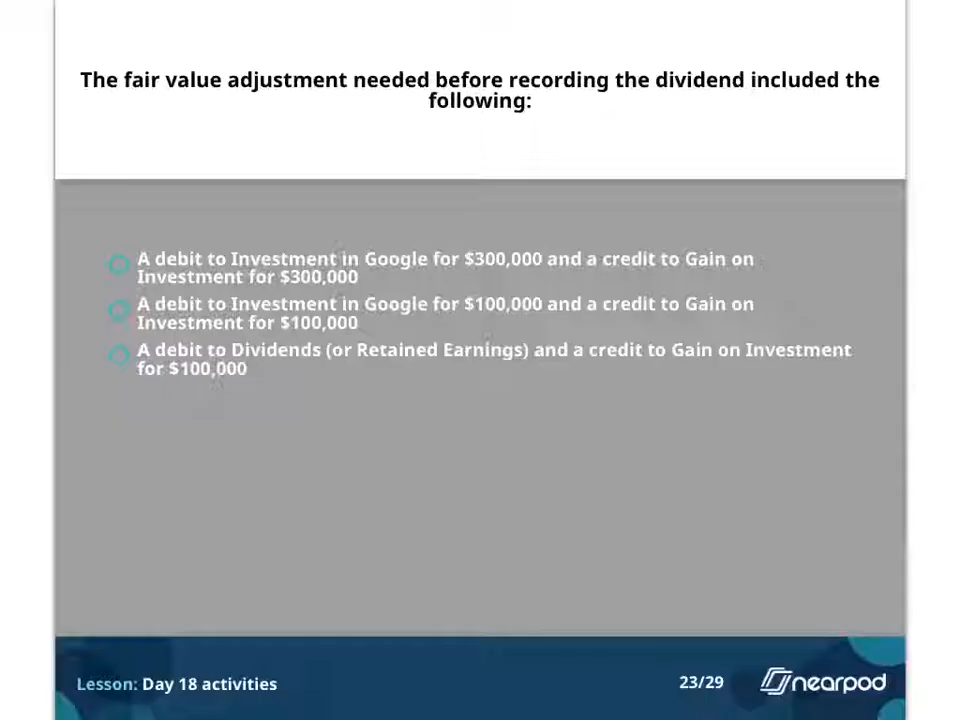 The fair value adjustment needed before recording the dividend included the
following:
A debit to Investment in Google for $300,000 and a credit to Gain on
Investment for $300,000
A debit to Investment in Google for $100,000 and a credit to Gain on
Investment for $100,000
A debit to Dividends (or Retained Earnings) and a credit to Gain on Investment
for $100,000
Lesson: Day 18 activities
23/29
nearpod